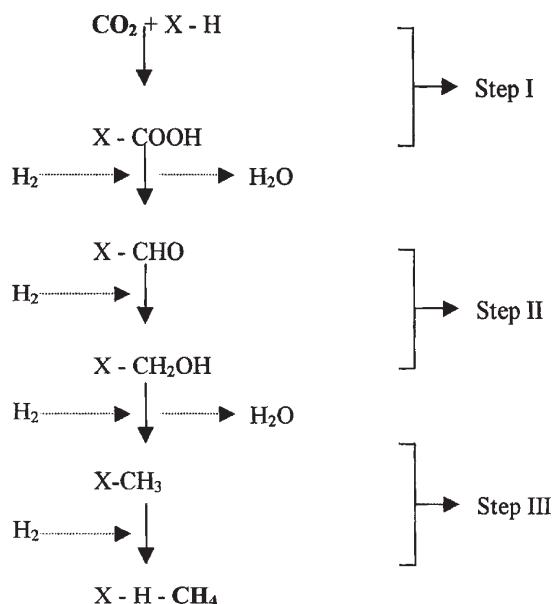 CO₂ + X - H
Step I
X - COOH
H₂ H₂O
X - CHO
H₂
Step II
X - CH₂OH
H₂ H₂O
X-CH₃
Step III
H₂
X - H - CH₄